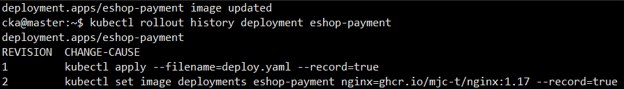 deployment.apps/eshop-payment image updated
cka@master:~$ kubectl rollout history deployment eshop-payment
deployment.apps/eshop-payment
REVISION  CHANGE-CAUSE
1         kubectl apply --filename=deploy.yaml --record=true
2         kubectl set image deployments eshop-payment nginx=ghcr.io/mjc-t/nginx:1.17 --record=true